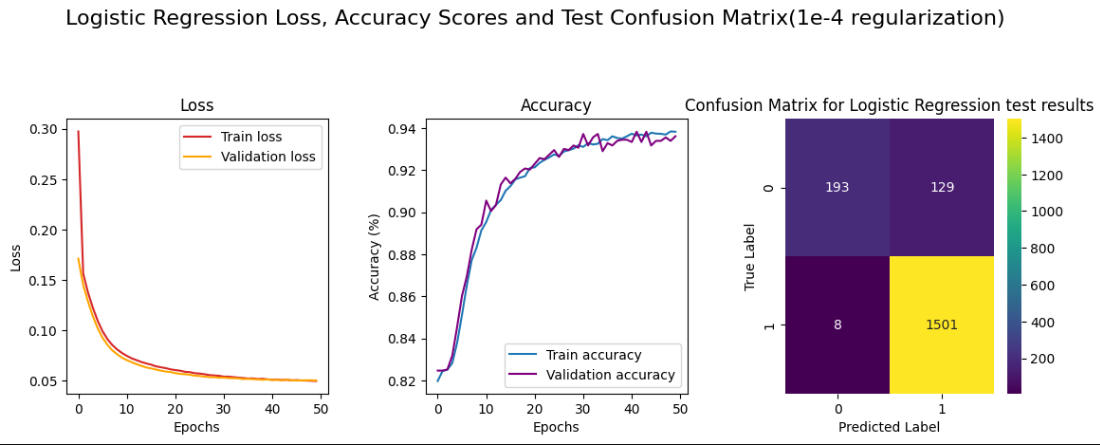 Logistic Regression Loss, Accuracy Scores and Test Confusion Matrix(1e-4 regularization)
Loss
Train loss
Validation loss
0.30
0.25
0.20
0.15
0.10
0.05
Loss
0 10 20 30 40 50
Epochs
Accuracy
0.94
0.92
0.90
0.88
0.86
0.84
0.82
Accuracy (%)
Train accuracy
Validation accuracy
0 10 20 30 40 50
Epochs
Confusion Matrix for Logistic Regression test results
True Label
0
193 129
1
8 1501
0 1
Predicted Label
1400
1200
1000
800
600
400
200